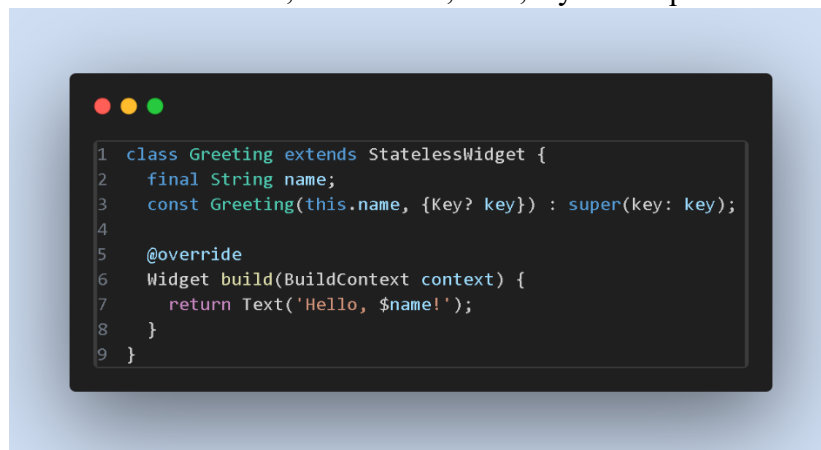 1 class Greeting extends StatelessWidget {
2   final String name;
3   const Greeting(this.name, {Key? key}) : super(key: key);
4
5   @override
6   Widget build(BuildContext context) {
7     return Text('Hello, $name!');
8   }
9 }